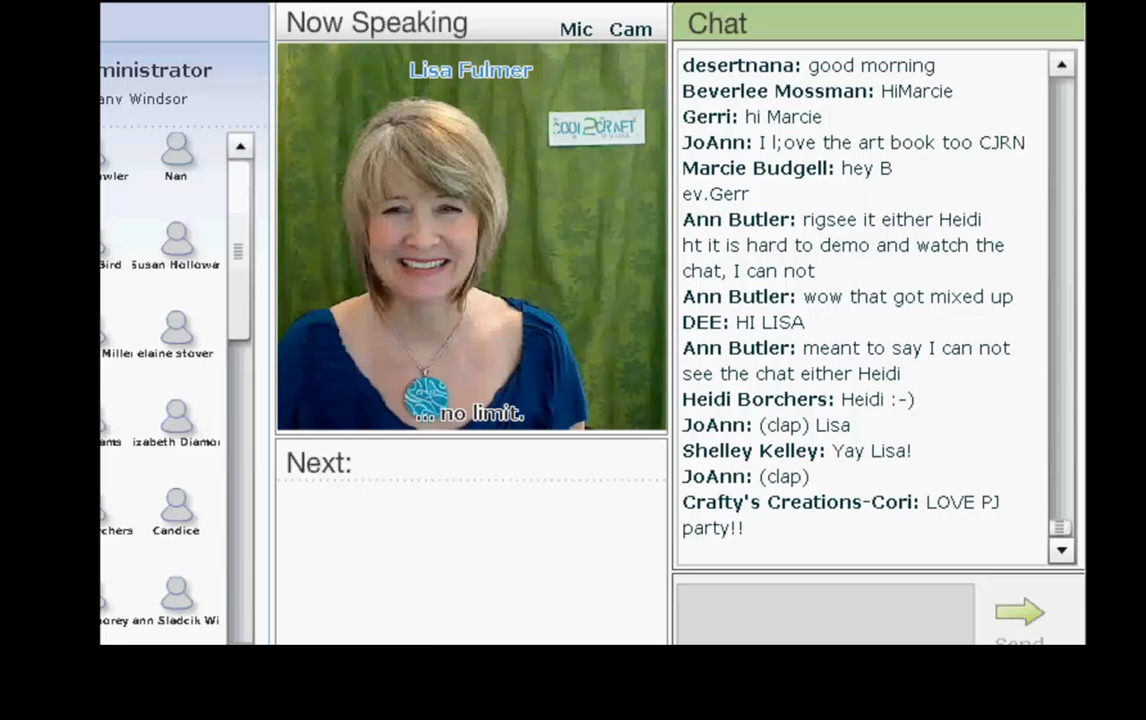 ministrator
any Windsor
wler
Nan
Bird
Susan Hollowa
Miller
elaine stover
ams
izabeth Diamo
rchers
Candice
orey
ann Sladcik Wi
Now Speaking
Mic Cam
Lisa Fulmer
COOL2CRAFT
... no limit.
Next:
Chat
desertnana: good morning
Beverlee Mossman: HiMarcie
Gerri: hi Marcie
JoAnn: I l;ove the art book too CJRN
Marcie Budgell: hey B
ev.Gerr
Ann Butler: rigsee it either Heidi
ht it is hard to demo and watch the
chat, I can not
Ann Butler: wow that got mixed up
DEE: HI LISA
Ann Butler: meant to say I can not
see the chat either Heidi
Heidi Borchers: Heidi :-)
JoAnn: (clap) Lisa
Shelley Kelley: Yay Lisa!
JoAnn: (clap)
Crafty's Creations-Cori: LOVE PJ
party!!
Send